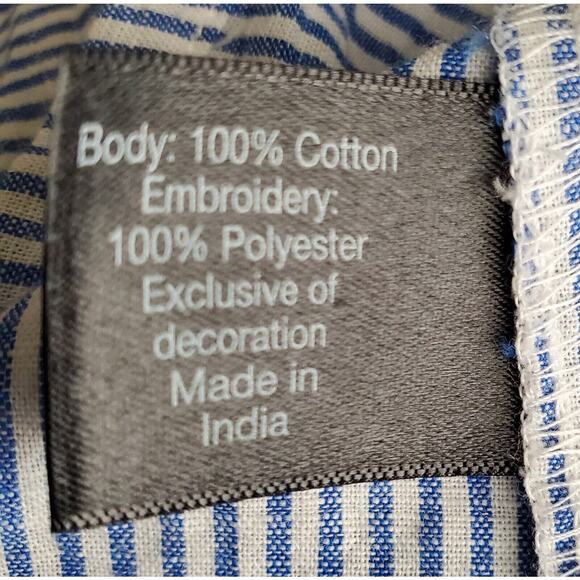 Body: 100% Cotton
Embroidery:
100% Polyester
Exclusive of
decoration
Made in
India